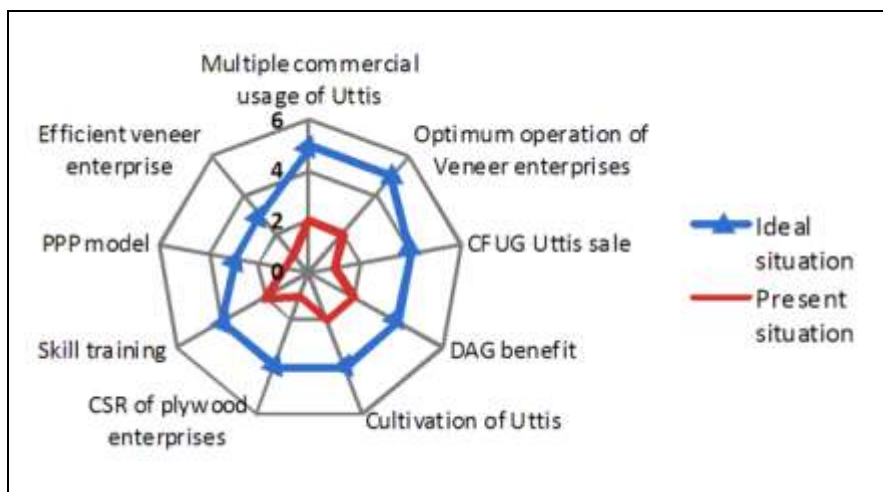 Multiple commercial
usage of Uttis
6
Efficient veneer
enterprise
Optimum operation of
Veneer enterprises
4
2
PPP model
CFUG Uttis sale
0
Ideal
situation
Present
situation
Skill training
DAG benefit
CSR of plywood
enterprises
Cultivation of Uttis